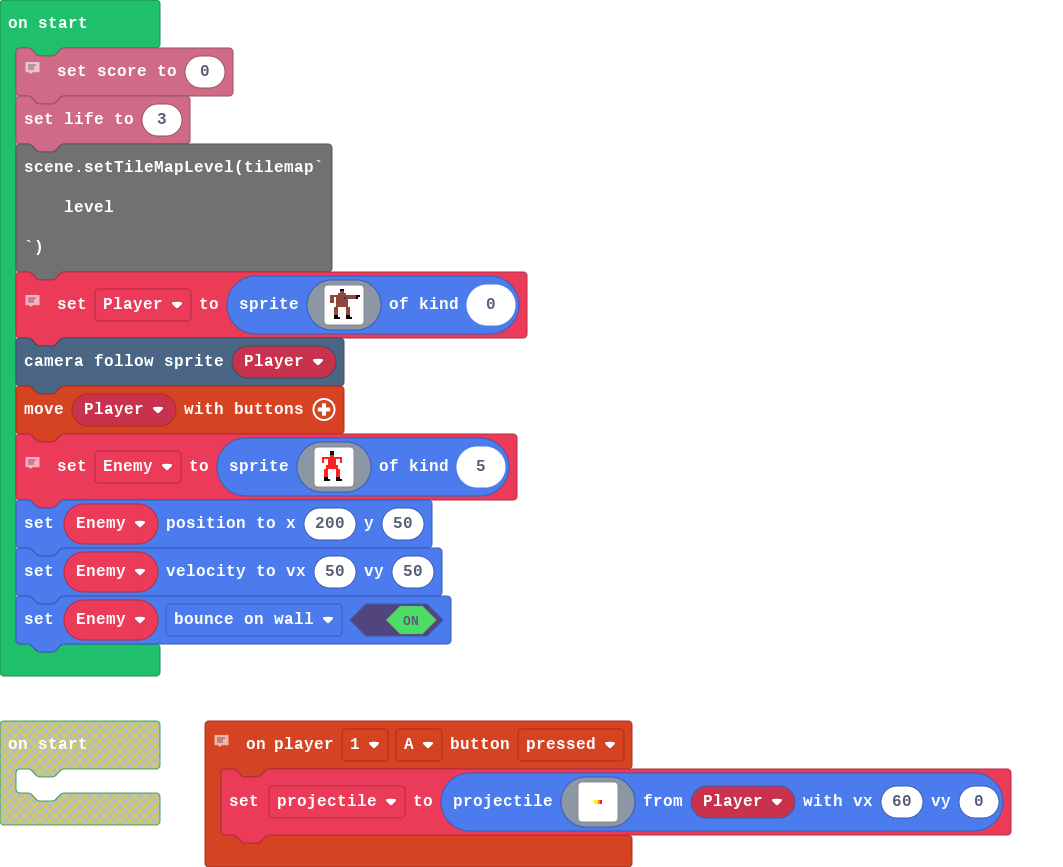 on start
set score to 0
set life to 3
scene.setTileMapLevel(tilemap`
level
`)
set Player to sprite of kind 0
camera follow sprite Player
move Player with buttons
set Enemy to sprite of kind 5
set Enemy position to x 200 y 50
set Enemy velocity to vx 50 vy 50
set Enemy bounce on wall ON
on start
on player 1 A button pressed
set projectile to projectile from Player with vx 60 vy 0